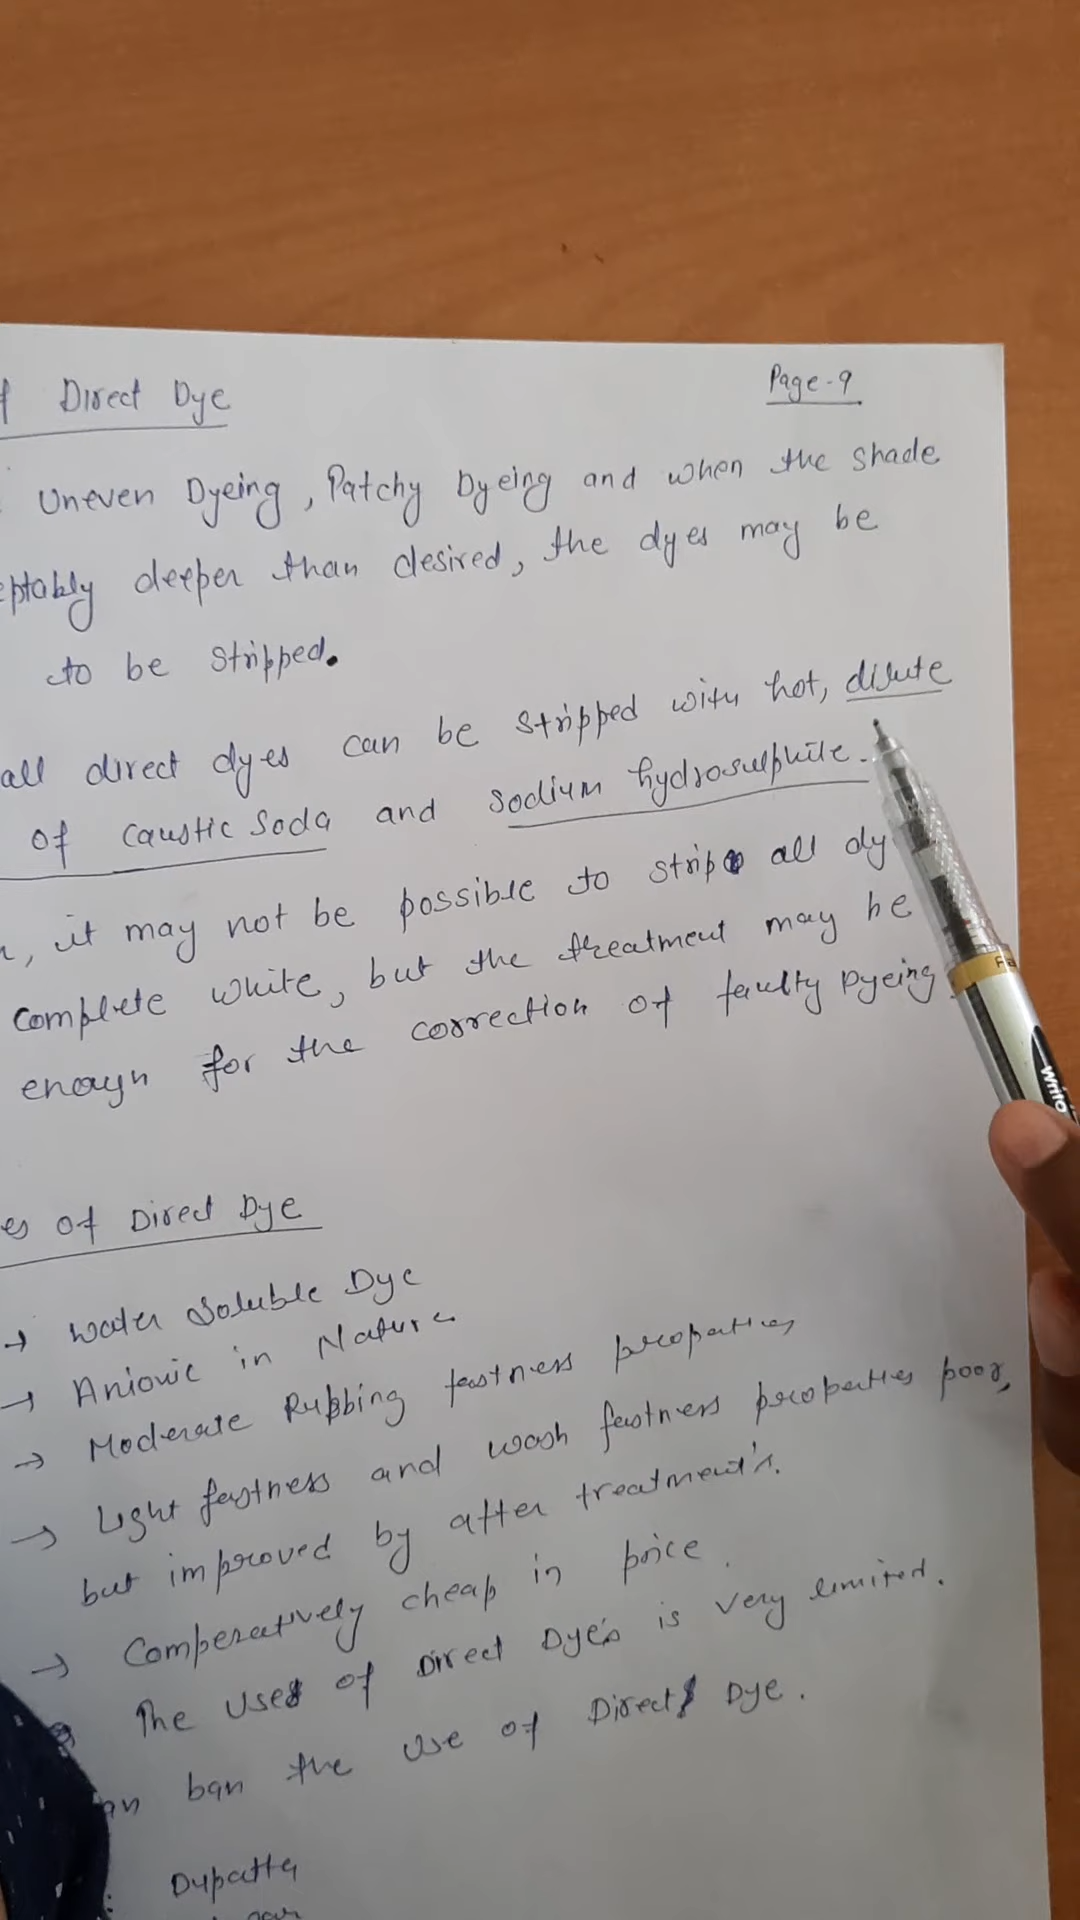 Direct Dye
Page-9
Uneven Dyeing, Patchy Dyeing and when the shade
eptably deeper than desired, the dyes may be
to be stripped.
all direct dyes can be stripped with hot, dilute
of caustic soda and sodium hydrosulphite.
it may not be possible to strip all dy
complete white, but the treatment may be
enough for the correction of faulty Dyeing
es of Direct Dye
→ Water Soluble Dye
→ Anionic in Nature
→ Moderate Rubbing fastness properties
→ Light fastness and wash fastness properties poor,
but improved by after treatment's.
→ Comperatively cheap in price.
The uses of Direct Dye's is very limited.
an ban the use of Direct Dye.
Dupatta